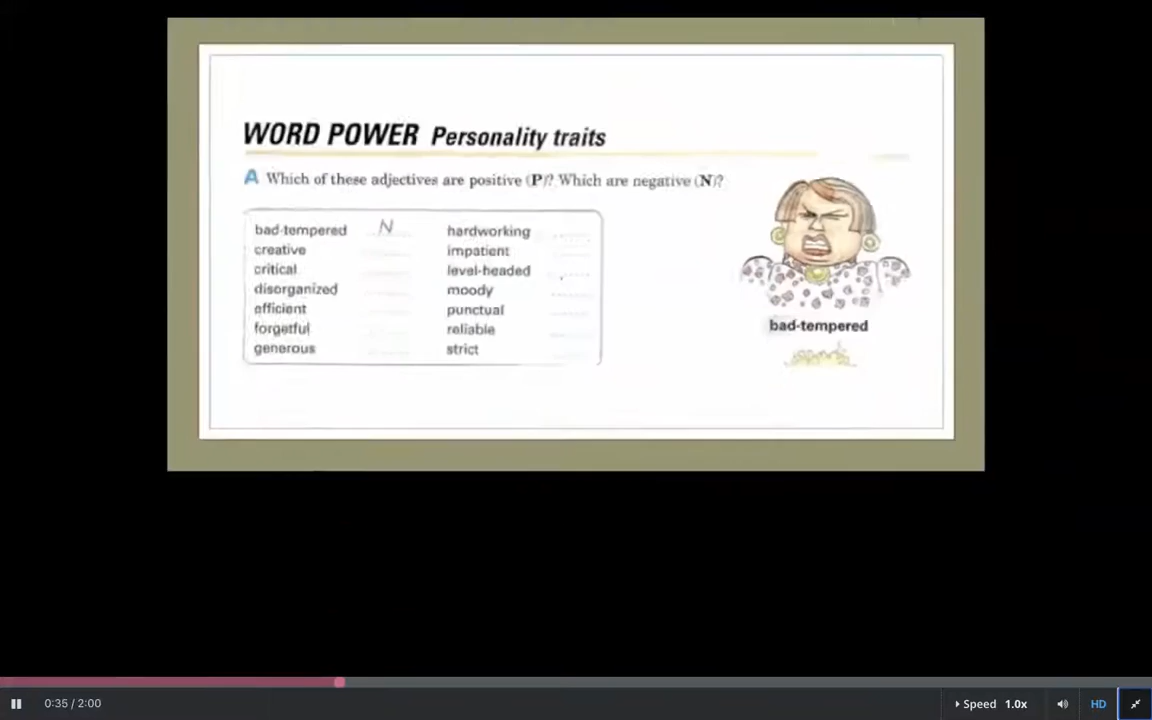 WORD POWER Personality traits
A Which of these adjectives are positive (P)? Which are negative (N)?
bad-tempered N
creative
critical
disorganized
efficient
forgetful
generous
hardworking
impatient
level-headed
moody
punctual
reliable
strict
bad-tempered
0:35 / 2:00
Speed 1.0x
HD